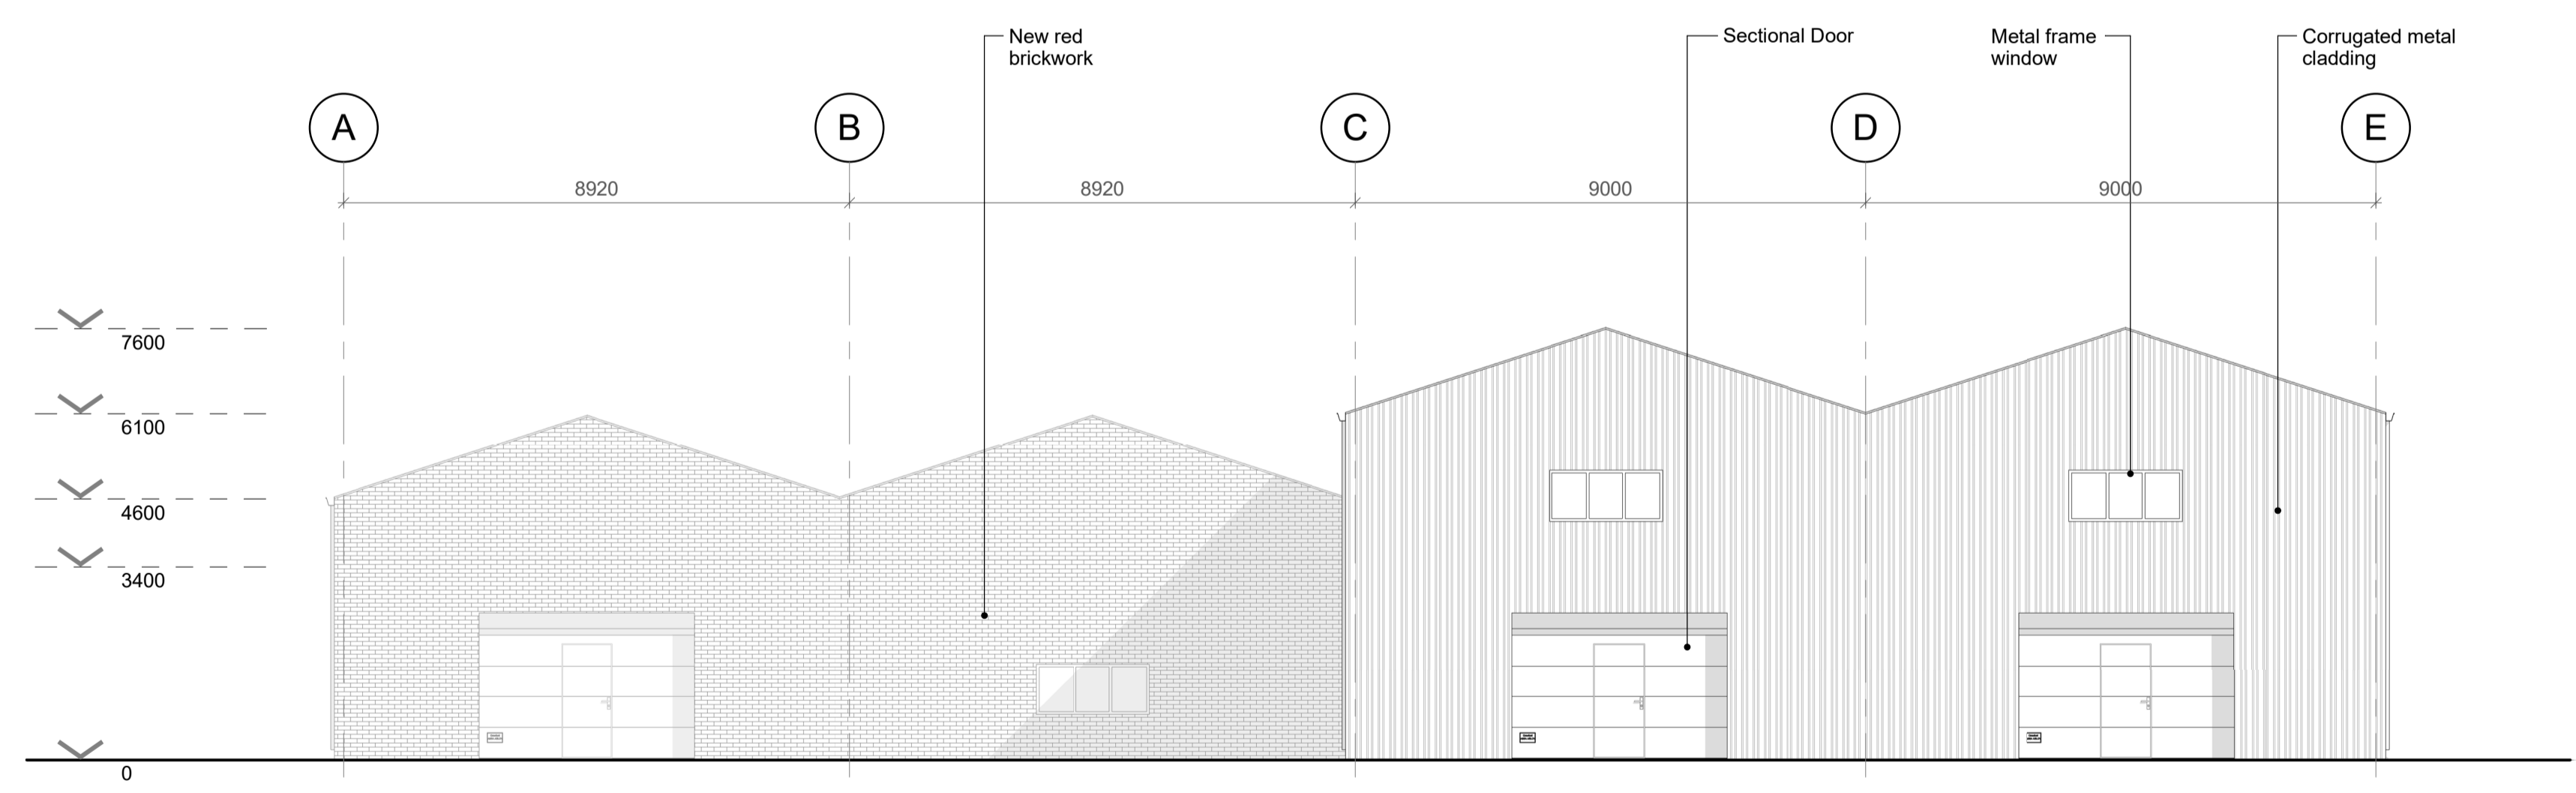 New red
brickwork
Sectional Door
Metal frame
window
Corrugated metal
cladding
A
B
C
D
E
8920
8920
9000
9000
7600
6100
4600
3400
0